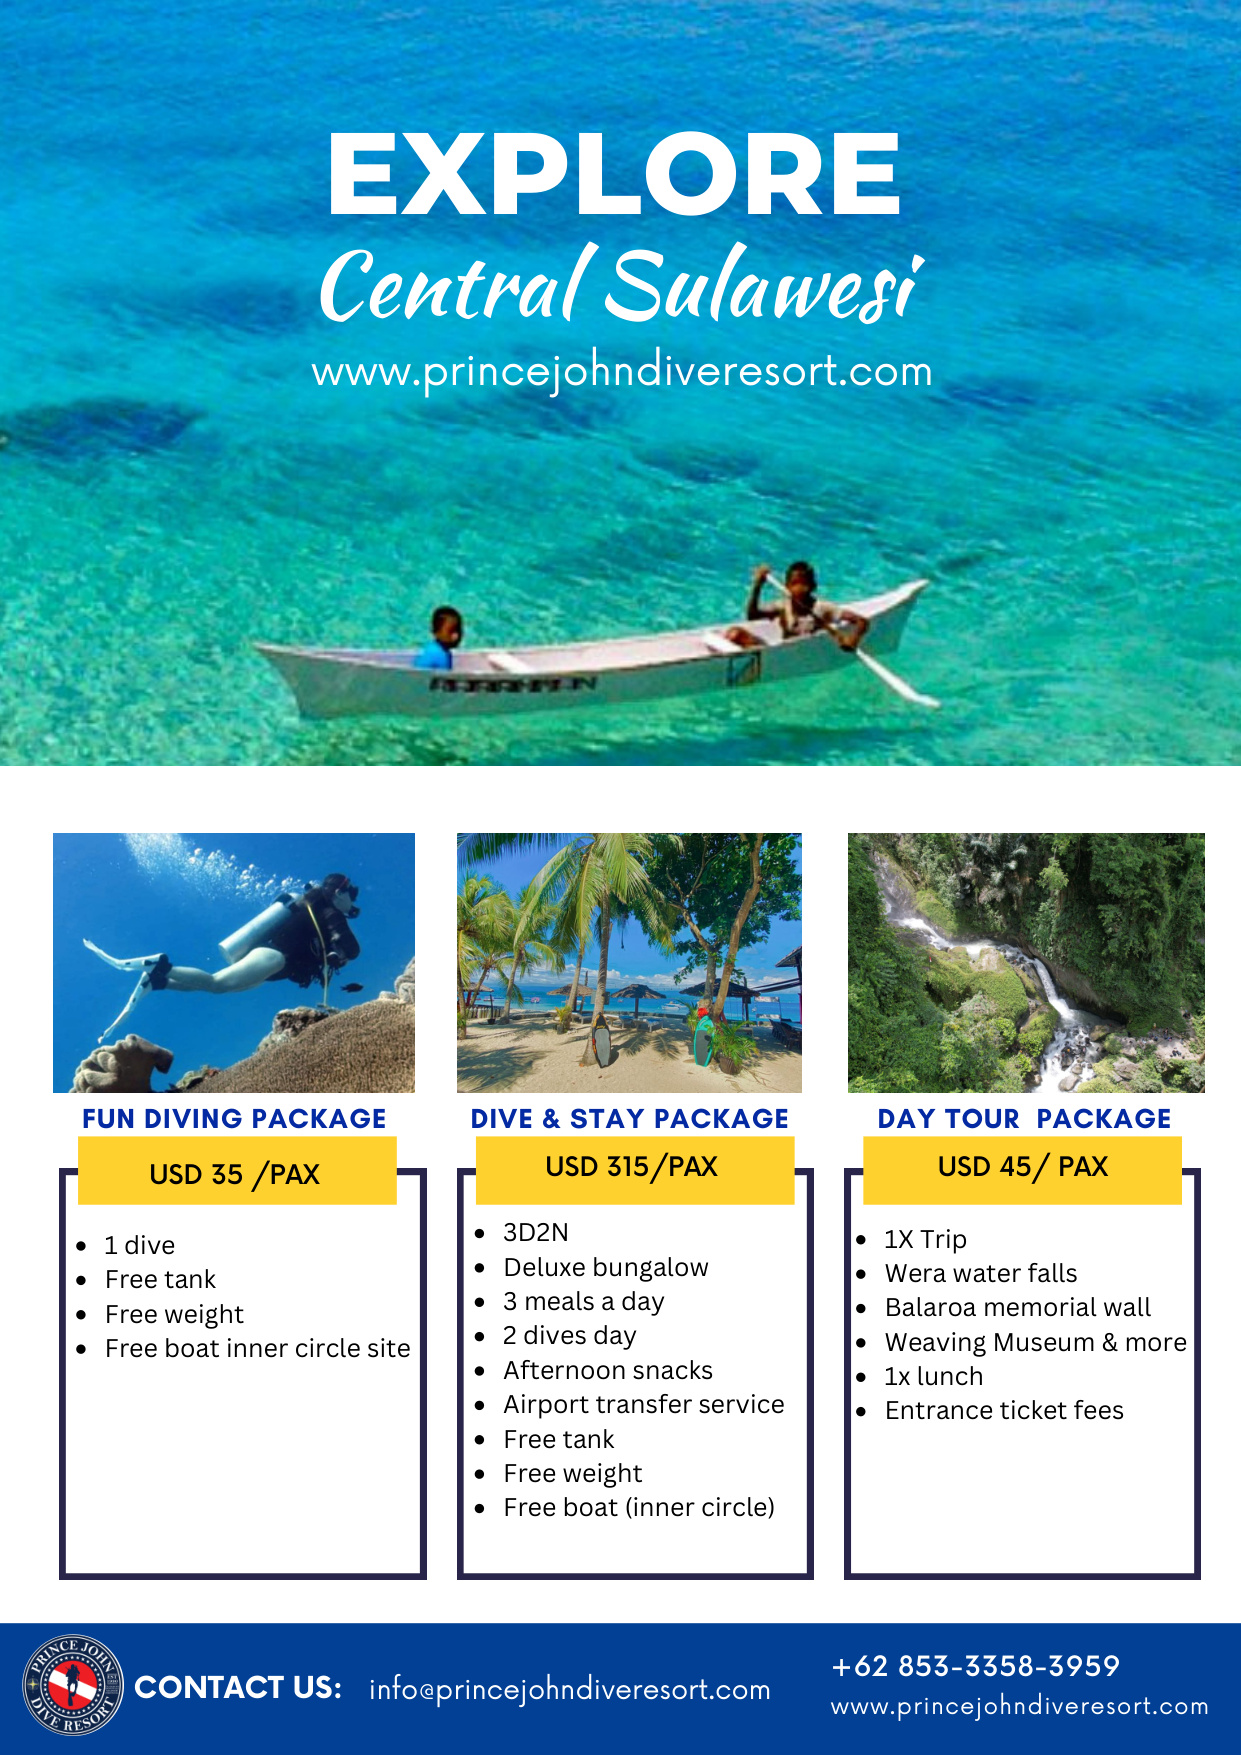 EXPLORE
Central Sulawesi
www.princejohndiveresort.com
FUN DIVING PACKAGE
USD 35 /PAX
1 dive
Free tank
Free weight
Free boat inner circle site
DIVE & STAY PACKAGE
USD 315/PAX
3D2N
Deluxe bungalow
3 meals a day
2 dives day
Afternoon snacks
Airport transfer service
Free tank
Free weight
Free boat (inner circle)
DAY TOUR PACKAGE
USD 45/ PAX
1X Trip
Wera water falls
Balaroa memorial wall
Weaving Museum & more
1x lunch
Entrance ticket fees
PRINCE JOHN
DIVE RESORT
CONTACT US:
info@princejohndiveresort.com
+62 853-3358-3959
www.princejohndiveresort.com